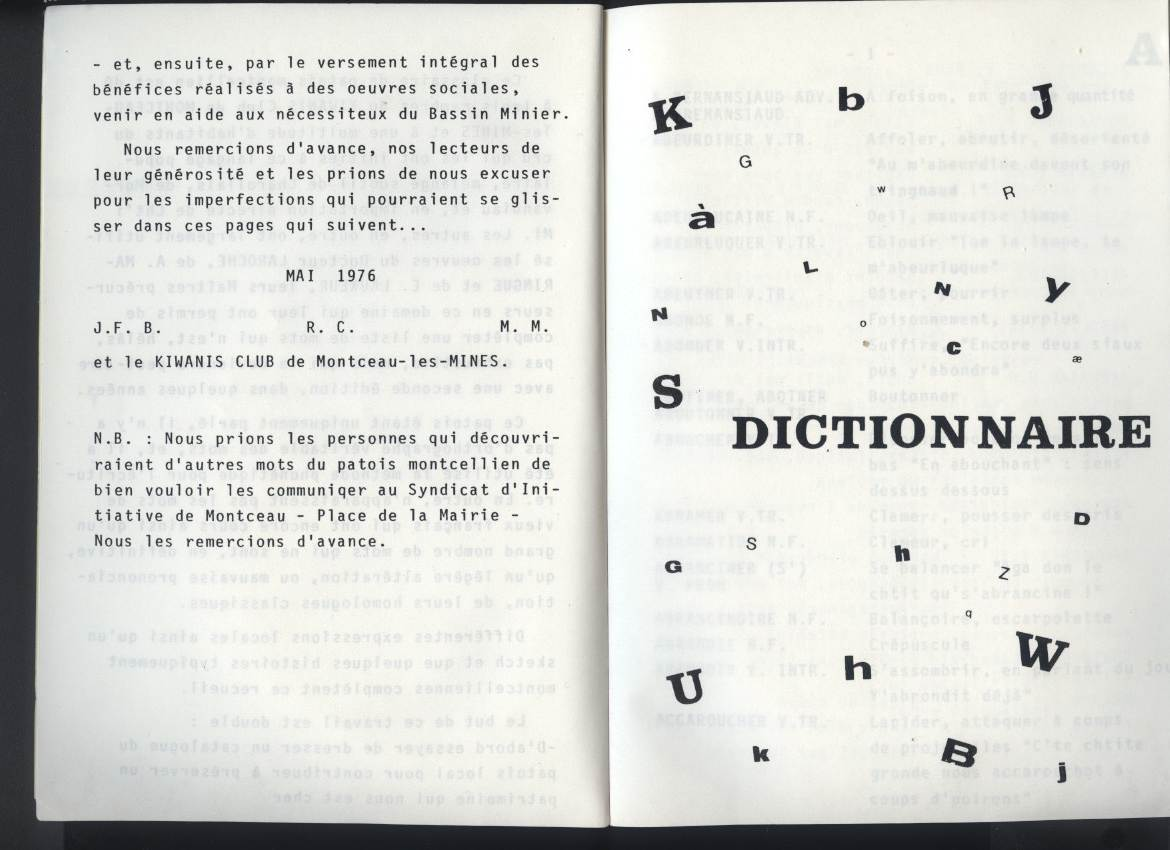 - et, ensuite, par le versement intégral des
bénéfices réalisés à des oeuvres sociales,
venir en aide aux nécessiteux du Bassin Minier.
Nous remercions d'avance, nos lecteurs de
leur générosité et les prions de nous excuser
pour les imperfections qui pourraient se glis-
ser dans ces pages qui suivent...
MAI 1976
J.F. B. R. C. M. M.
et le KIWANIS CLUB de Montceau-les-MINES.
N.B. : Nous prions les personnes qui découvri-
raient d'autres mots du patois montcellien de
bien vouloir les communiqer au Syndicat d'Ini-
tiative de Montceau - Place de la Mairie -
Nous les remercions d'avance.
K b J
G
w R
à
L
N y
N o
c
æ
S
DICTIONNAIRE
D
S h
G Z
q
W
U h
k B
j